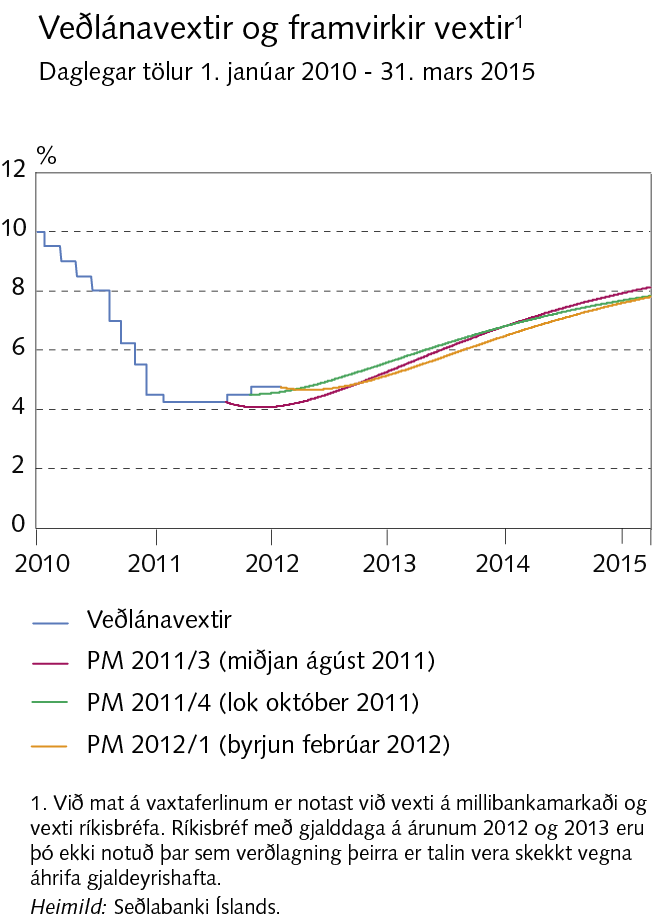 Veðlánavextir og framvirkir vextir¹
Daglegar tölur 1. janúar 2010 - 31. mars 2015
%
12
10
8
6
4
2
0
2010 2011 2012 2013 2014 2015
Veðlánavextir
PM 2011/3 (miðjan ágúst 2011)
PM 2011/4 (lok október 2011)
PM 2012/1 (byrjun febrúar 2012)
1. Við mat á vaxtaferlinum er notast við vexti á millibankamarkaði og
vexti ríkisbréfa. Ríkisbréf með gjalddaga á árunum 2012 og 2013 eru
þó ekki notuð þar sem verðlagning þeirra er talin vera skekkt vegna
áhrifa gjaldeyrishafta.
Heimild: Seðlabanki Íslands.